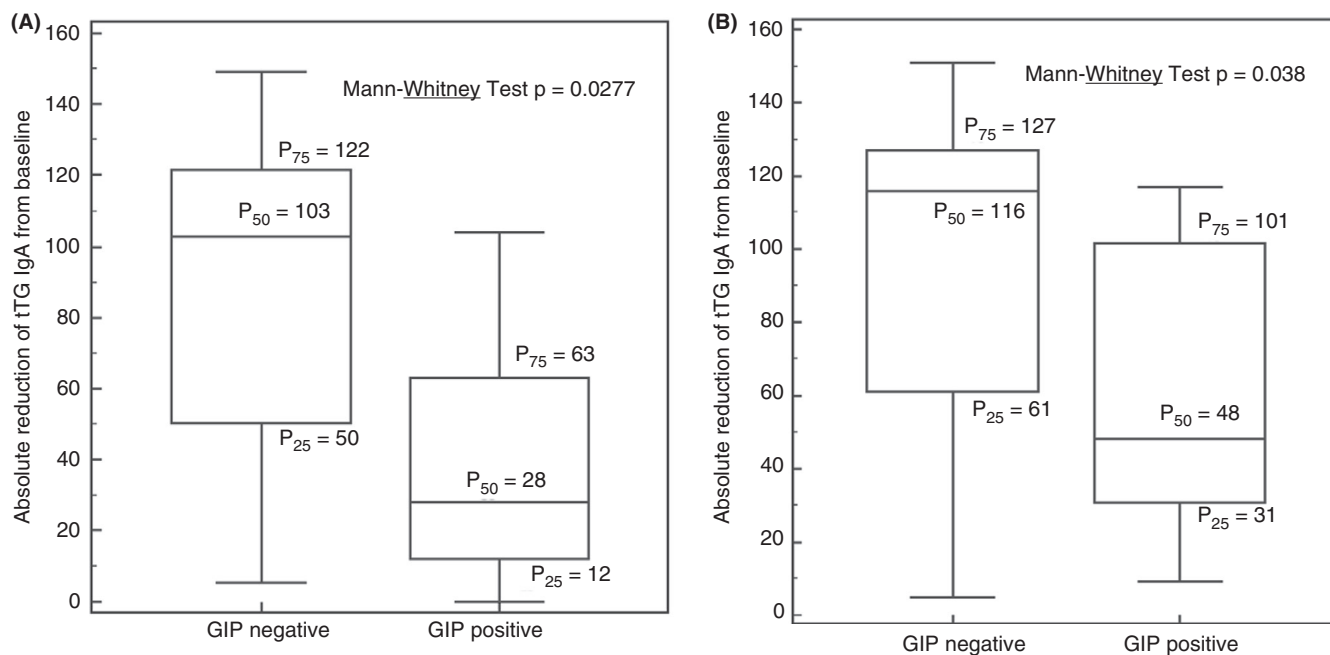 (A)
Absolute reduction of tTG IgA from baseline
160
140
120
100
80
60
40
20
0
Mann-Whitney Test p = 0.0277
P75 = 122
P50 = 103
P25 = 50
P75 = 63
P50 = 28
P25 = 12
GIP negative
GIP positive
(B)
Absolute reduction of tTG IgA from baseline
160
140
120
100
80
60
40
20
0
Mann-Whitney Test p = 0.038
P75 = 127
P50 = 116
P25 = 61
P75 = 101
P50 = 48
P25 = 31
GIP negative
GIP positive